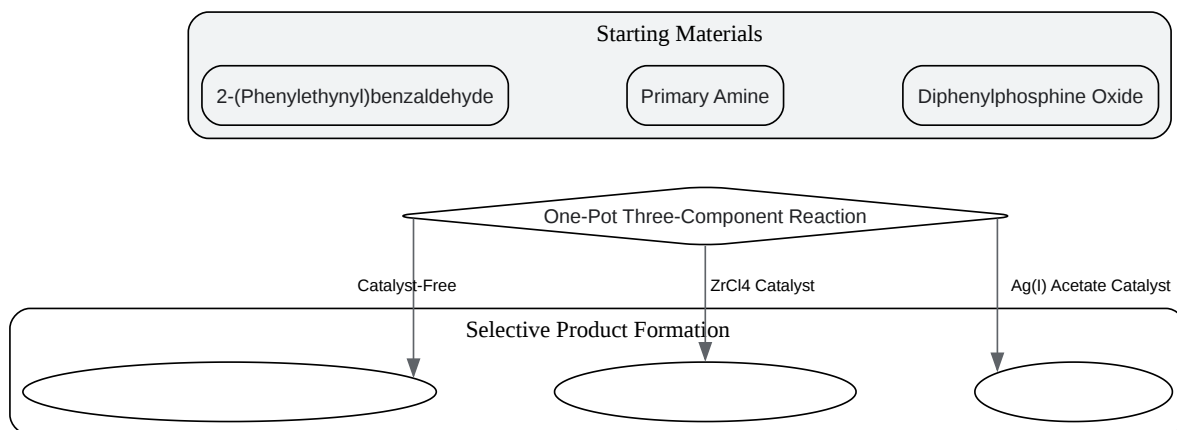 Starting Materials
2-(Phenylethynyl)benzaldehyde
Primary Amine
Diphenylphosphine Oxide
One-Pot Three-Component Reaction
Catalyst-Free
ZrCl4 Catalyst
Ag(I) Acetate Catalyst
Selective Product Formation